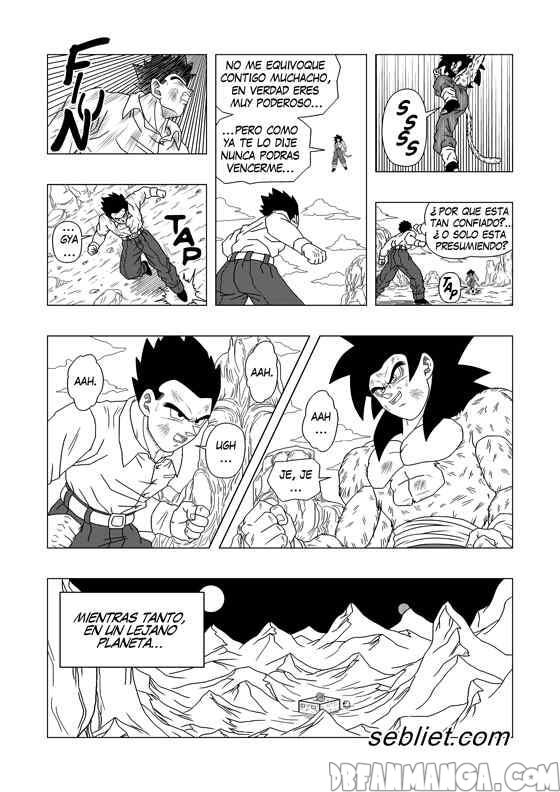 FIUN
NO ME EQUIVOQUE
CONTIGO MUCHACHO,
EN VERDAD ERES
MUY PODEROSO...
...PERO COMO
YA TE LO DIJE
NUNCA PODRAS
VENCERME...
SSSSS
...
GYA
...
TAP
¿POR QUE ESTA
TAN CONFIADO?...
¿O SOLO ESTA
PRESUMIENDO?
TAP
AAH.
AAH.
UGH
...
AAH
...
JE, JE
...
MIENTRAS TANTO,
EN UN LEJANO
PLANETA...
sebliet.com
DBFANMANGA.COM